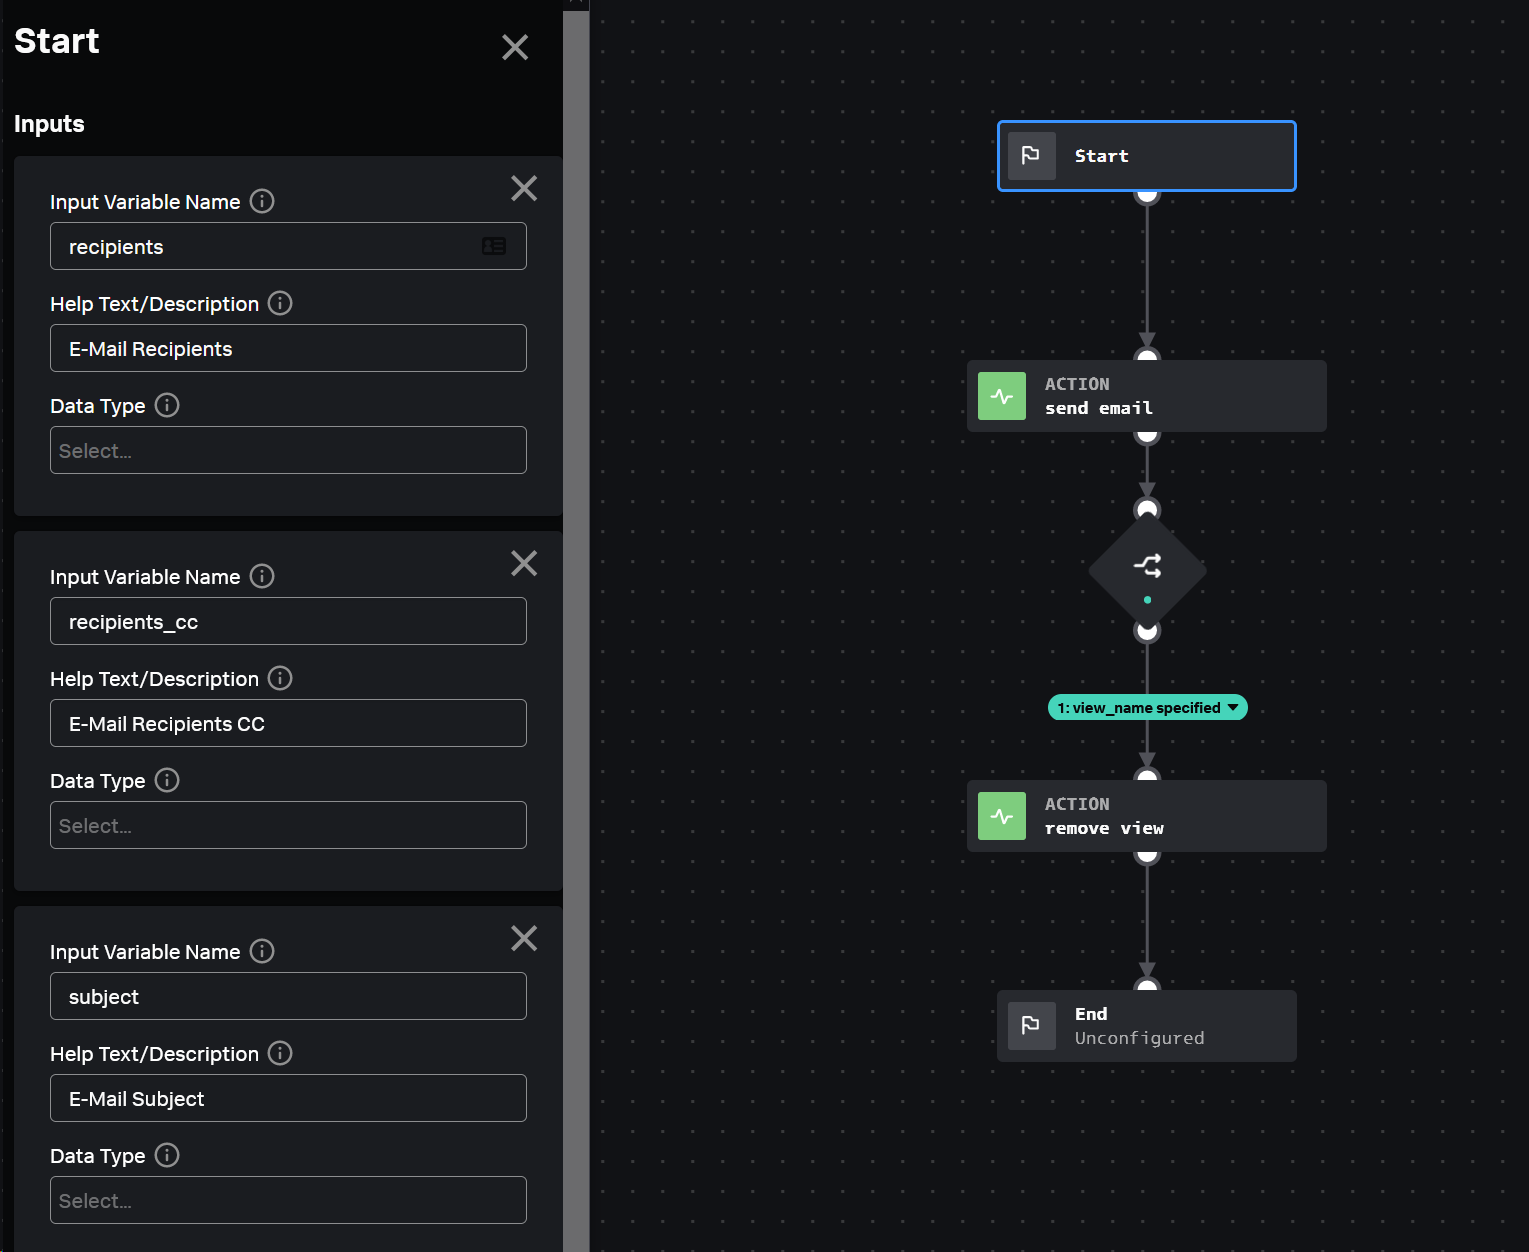 Start
Inputs
Input Variable Name
recipients
Help Text/Description
E-Mail Recipients
Data Type
Select...
Input Variable Name
recipients_cc
Help Text/Description
E-Mail Recipients CC
Data Type
Select...
Input Variable Name
subject
Help Text/Description
E-Mail Subject
Data Type
Select...
Start
ACTION
send email
1: view_name specified
ACTION
remove view
End
Unconfigured